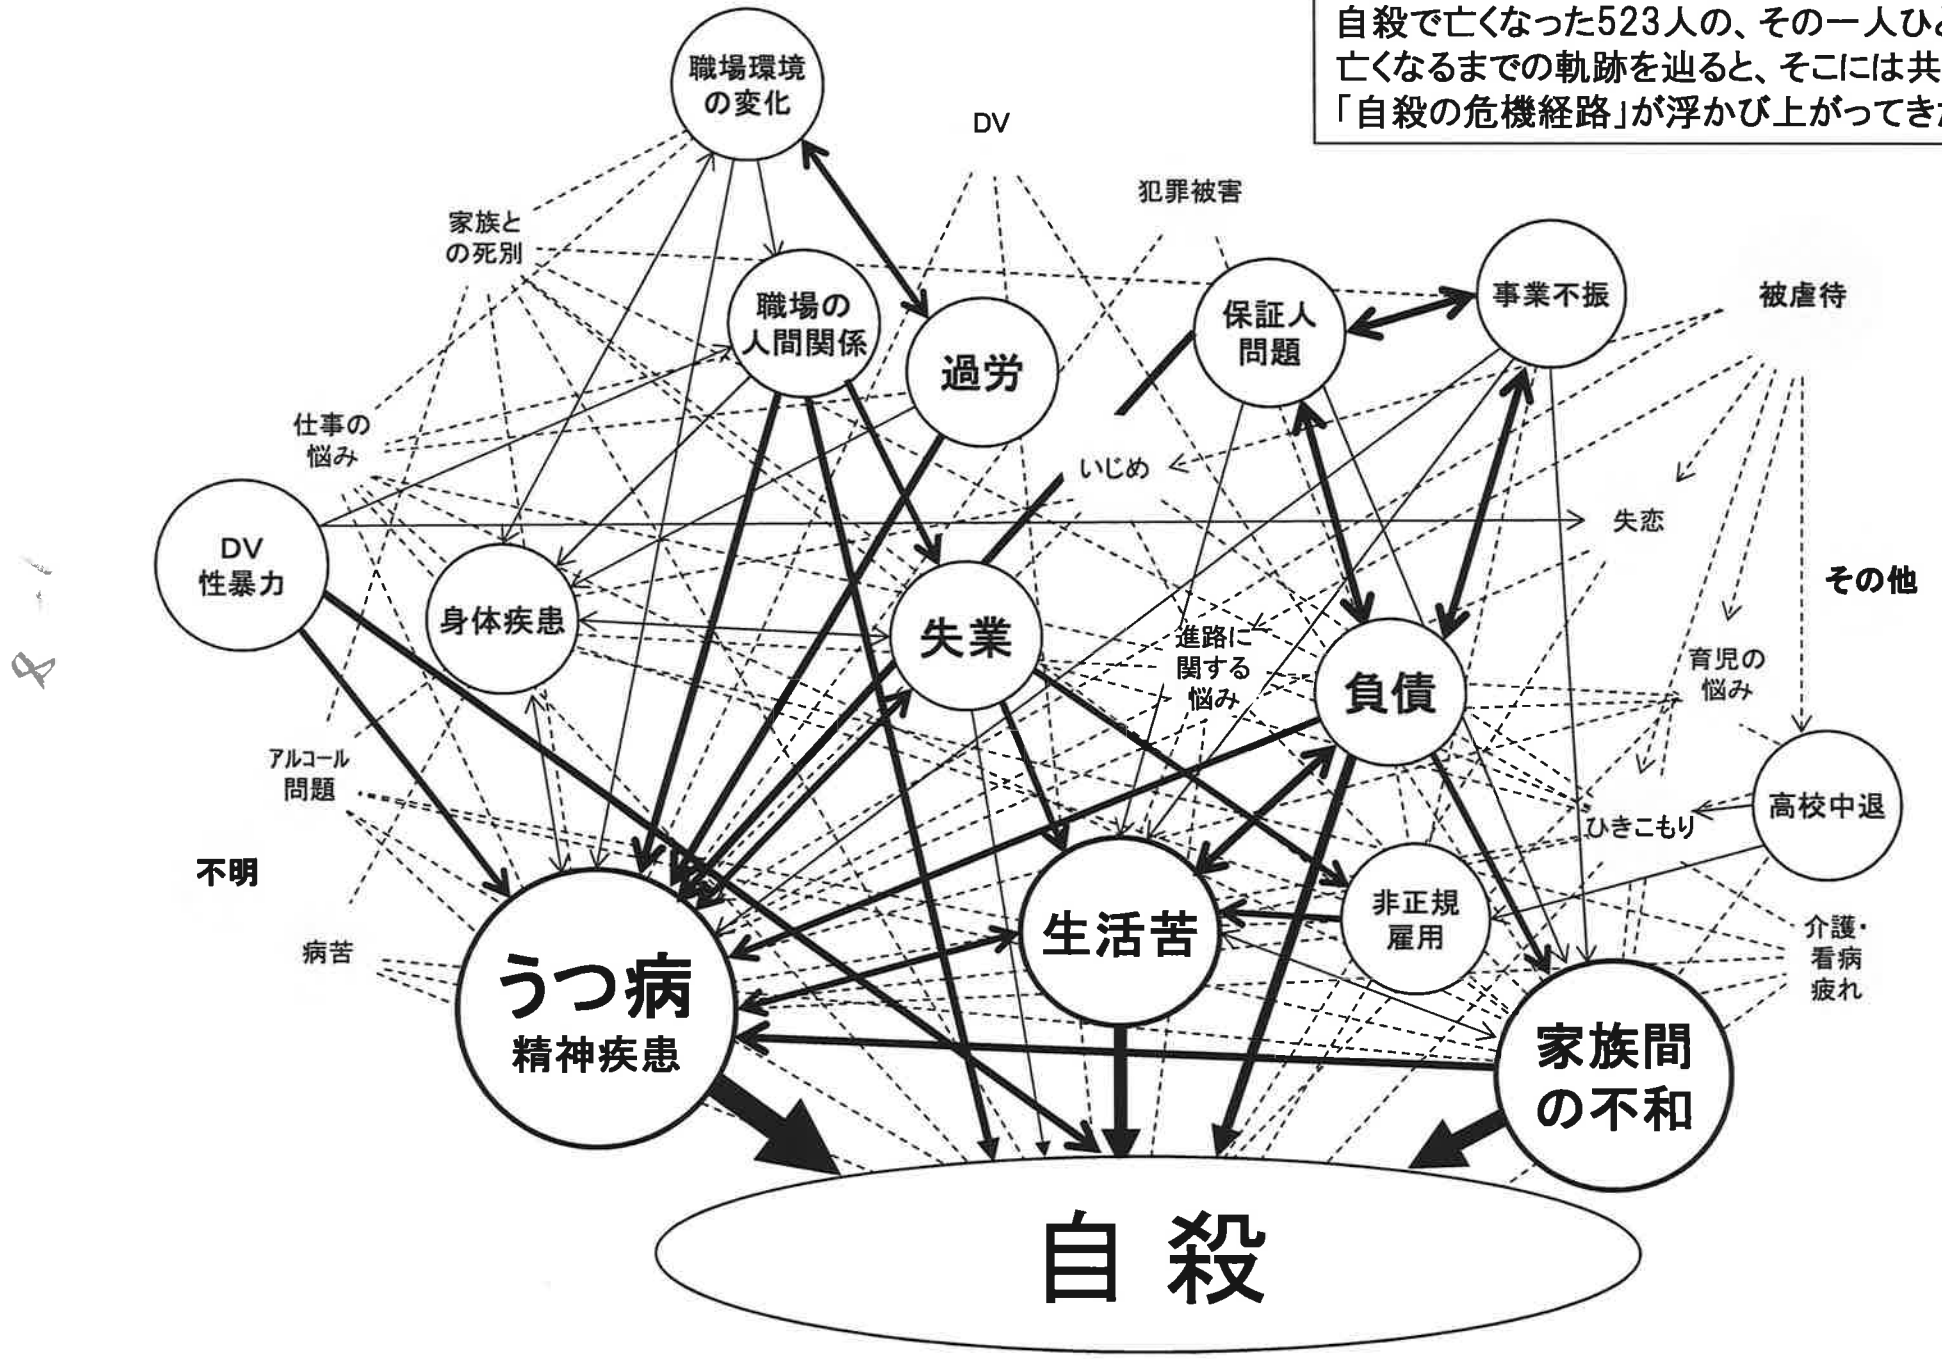 自殺で亡くなった523人の、その一人ひと
亡くなるまでの軌跡を辿ると、そこには共
「自殺の危機経路」が浮かび上がってきた
職場環境
の変化
DV
犯罪被害
家族と
の死別
職場の
人間関係
過労
保証人
問題
事業不振
被虐待
仕事の
悩み
いじめ
失恋
DV
性暴力
身体疾患
失業
進路に
関する
悩み
負債
その他
育児の
悩み
アルコール
問題
ひきこもり
高校中退
不明
病苦
うつ病
精神疾患
生活苦
非正規
雇用
介護・
看病
疲れ
家族間
の不和
自殺